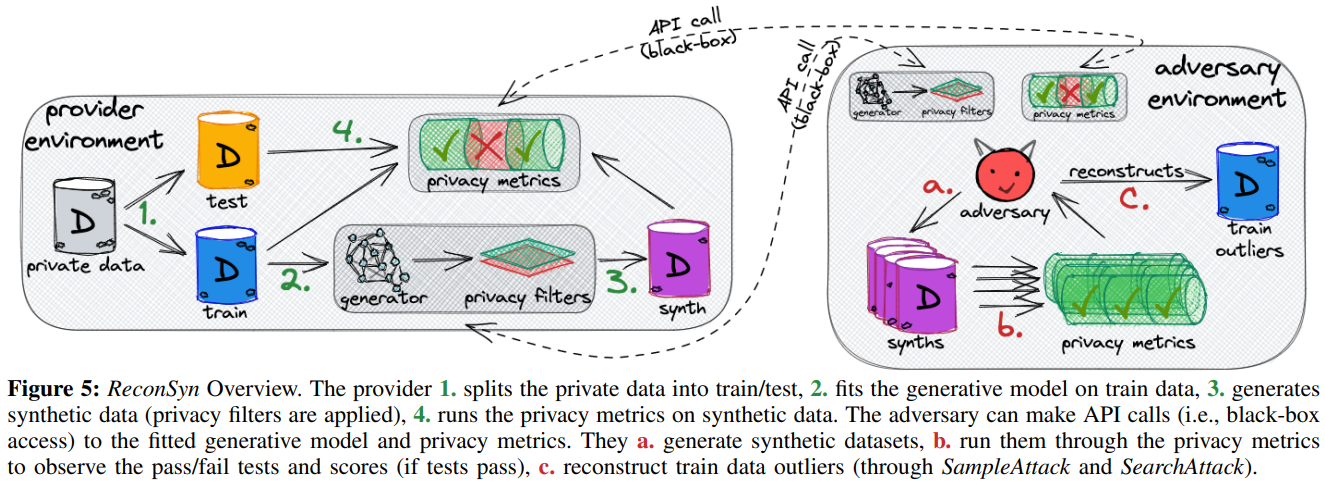 API call
(black-box)
API call
(black-box)
provider
environment
D
private data
1.
D
test
D
train
4.
privacy metrics
2.
generator
privacy filters
3.
D
synth
adversary
environment
generator
privacy filters
privacy metrics
a.
adversary
reconstructs
c.
D
train
outliers
D
synths
b.
privacy metrics
Figure 5: ReconSyn Overview. The provider 1. splits the private data into train/test, 2. fits the generative model on train data, 3. generates
synthetic data (privacy filters are applied), 4. runs the privacy metrics on synthetic data. The adversary can make API calls (i.e., black-box
access) to the fitted generative model and privacy metrics. They a. generate synthetic datasets, b. run them through the privacy metrics
to observe the pass/fail tests and scores (if tests pass), c. reconstruct train data outliers (through SampleAttack and SearchAttack).